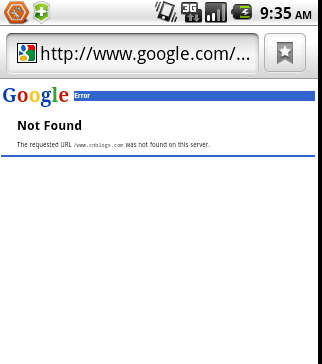 3G
9:35 AM
http://www.google.com/...
Google Error
Not Found
The requested URL /www.cnblogs.com was not found on this server.